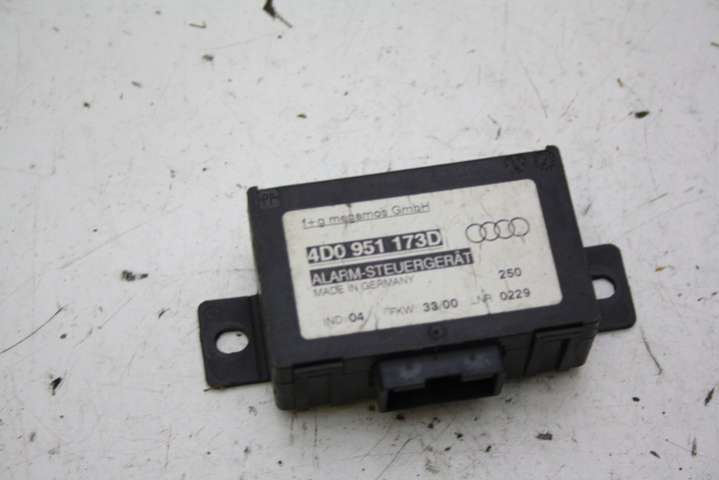 f+g megamos GmbH
4D0 951 173D
ALARM-STEUERGERÄT
MADE IN GERMANY 250
IND: 04 FKW: 33/00 LNR: 0229